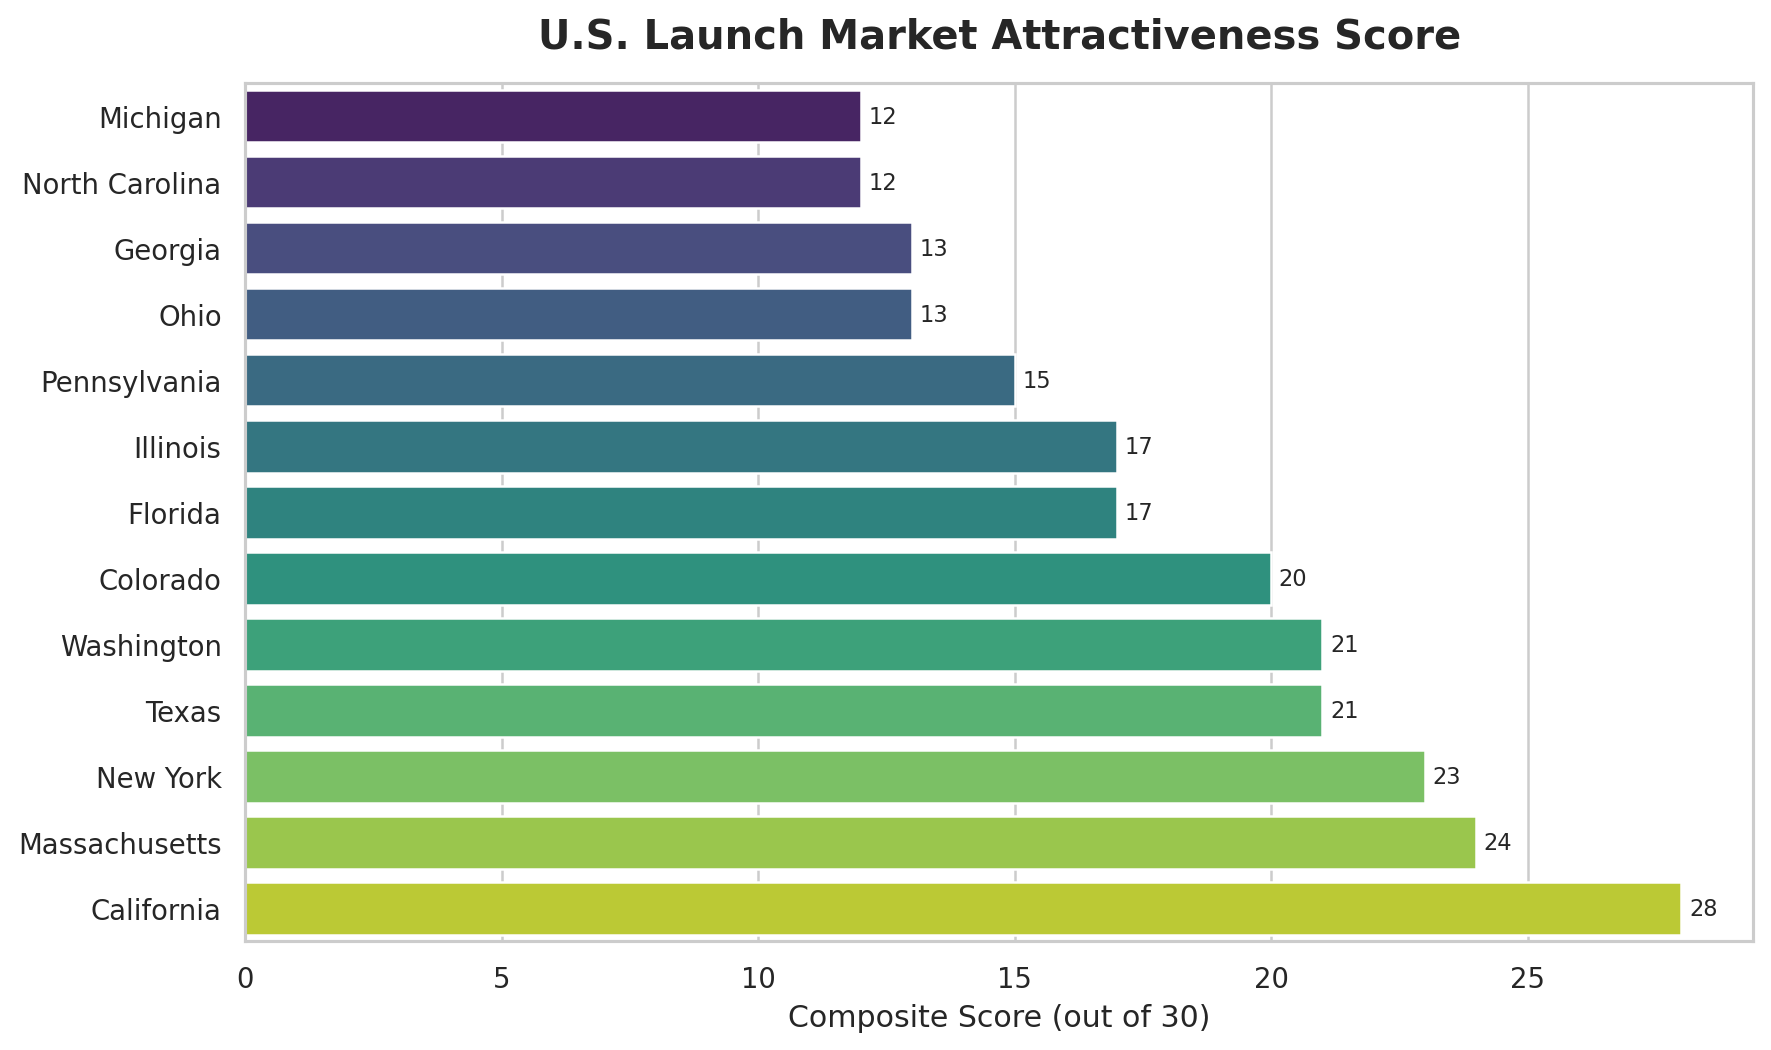 U.S. Launch Market Attractiveness Score
Michigan 12
North Carolina 12
Georgia 13
Ohio 13
Pennsylvania 15
Illinois 17
Florida 17
Colorado 20
Washington 21
Texas 21
New York 23
Massachusetts 24
California 28
0 5 10 15 20 25
Composite Score (out of 30)